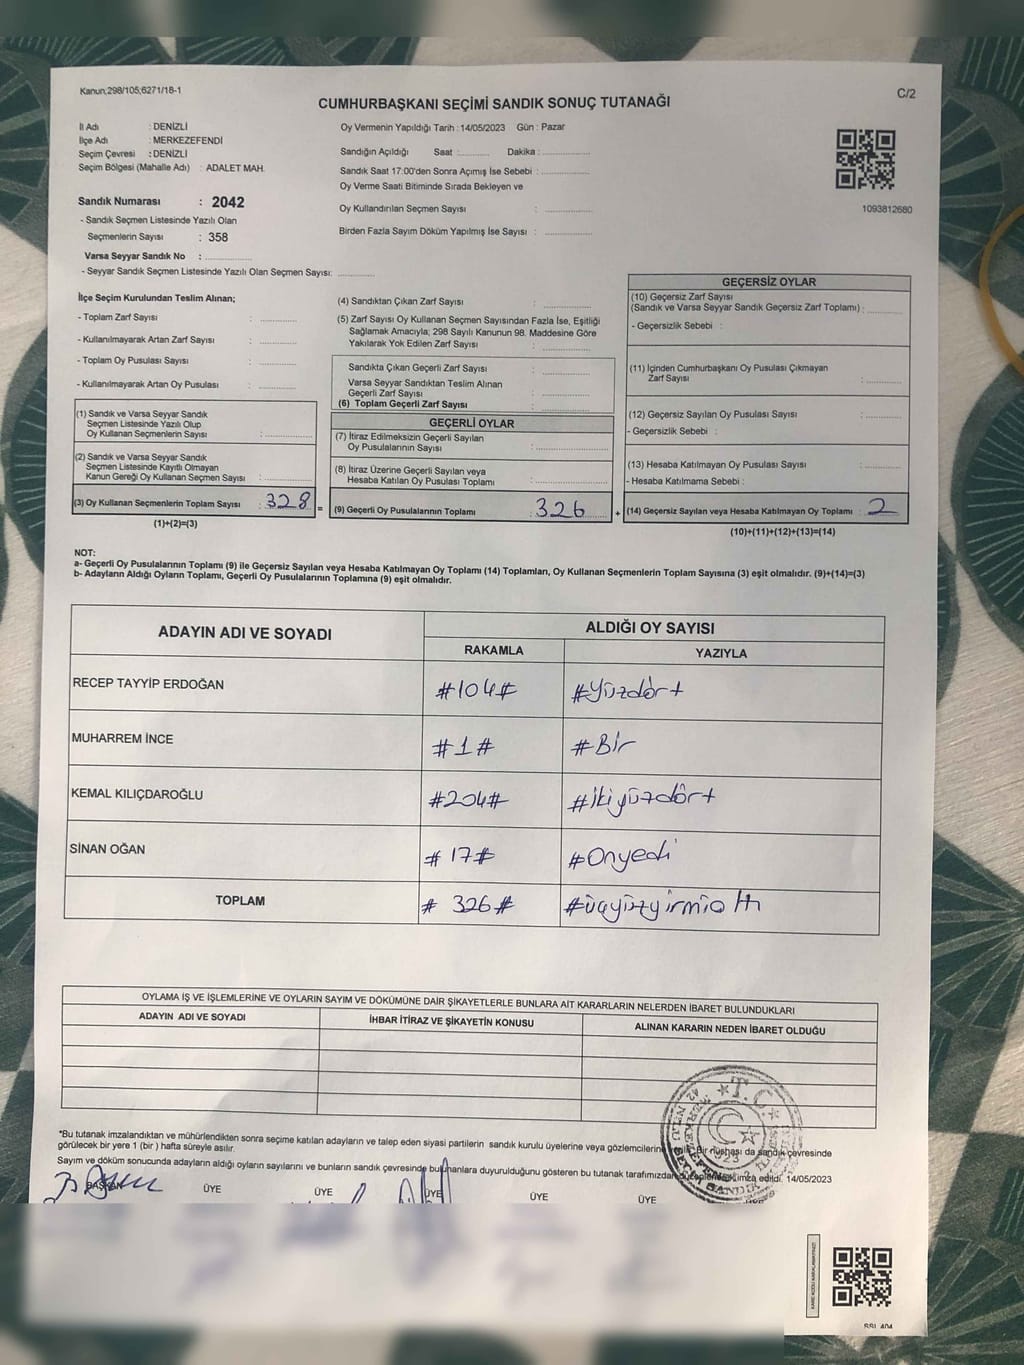 Kanun,298/105;6271/18-1
C/2
CUMHURBAŞKANI SEÇİMİ SANDIK SONUÇ TUTANAĞI
İl Adı : DENİZLİ
İlçe Adı : MERKEZEFENDİ
Seçim Çevresi : DENİZLİ
Seçim Bölgesi (Mahalle Adı) : ADALET MAH.
Sandık Numarası : 2042
- Sandık Seçmen Listesinde Yazılı Olan
Seçmenlerin Sayısı : 358
Varsa Seyyar Sandık No : ............
- Seyyar Sandık Seçmen Listesinde Yazılı Olan Seçmen Sayısı: ............
Oy Vermenin Yapıldığı Tarih : 14/05/2023 Gün : Pazar
Sandığın Açıldığı Saat :............ Dakika : ............
Sandık Saat 17:00'den Sonra Açımış İse Sebebi : ............
Oy Verme Saati Bitiminde Sırada Bekleyen ve
Oy Kullandırılan Seçmen Sayısı : ............
Birden Fazla Sayım Döküm Yapılmış İse Sayısı : ............
1093812680
İlçe Seçim Kurulundan Teslim Alınan;
- Toplam Zarf Sayısı : ............
- Kullanılmayarak Artan Zarf Sayısı : ............
- Toplam Oy Pusulası Sayısı : ............
- Kullanılmayarak Artan Oy Pusulası : ............
(1) Sandık ve Varsa Seyyar Sandık
Seçmen Listesinde Yazılı Olup
Oy Kullanan Seçmenlerin Sayısı : ............
(2) Sandık ve Varsa Seyyar Sandık
Seçmen Listesinde Kayıtlı Olmayan
Kanun Gereği Oy Kullanan Seçmen Sayısı : ............
(3) Oy Kullanan Seçmenlerin Toplam Sayısı : 328 =
(1)+(2)=(3)
(4) Sandıktan Çıkan Zarf Sayısı : ............
(5) Zarf Sayısı Oy Kullanan Seçmen Sayısından Fazla İse, Eşitliği
Sağlamak Amacıyla; 298 Sayılı Kanunun 98. Maddesine Göre
Yakılarak Yok Edilen Zarf Sayısı : ............
Sandıkta Çıkan Geçerli Zarf Sayısı : ............
Varsa Seyyar Sandıktan Teslim Alınan
Geçerli Zarf Sayısı : ............
(6) Toplam Geçerli Zarf Sayısı : ............
GEÇERLİ OYLAR
(7) İtiraz Edilmeksizin Geçerli Sayılan
Oy Pusulalarının Sayısı : ............
(8) İtiraz Üzerine Geçerli Sayılan veya
Hesaba Katılan Oy Pusulası Toplamı : ............
(9) Geçerli Oy Pusulalarının Toplamı : 326 +
GEÇERSİZ OYLAR
(10) Geçersiz Zarf Sayısı
(Sandık ve Varsa Seyyar Sandık Geçersiz Zarf Toplamı) : ............
- Geçersizlik Sebebi :
(11) İçinden Cumhurbaşkanı Oy Pusulası Çıkmayan
Zarf Sayısı : ............
(12) Geçersiz Sayılan Oy Pusulası Sayısı : ............
- Geçersizlik Sebebi :
(13) Hesaba Katılmayan Oy Pusulası Sayısı : ............
- Hesaba Katılmama Sebebi :
(14) Geçersiz Sayılan veya Hesaba Katılmayan Oy Toplamı : 2
(10)+(11)+(12)+(13)=(14)
NOT:
a- Geçerli Oy Pusulalarının Toplamı (9) ile Geçersiz Sayılan veya Hesaba Katılmayan Oy Toplamı (14) Toplamları, Oy Kullanan Seçmenlerin Toplam Sayısına (3) eşit olmalıdır. (9)+(14)=(3)
b- Adayların Aldığı Oyların Toplamı, Geçerli Oy Pusulalarının Toplamına (9) eşit olmalıdır.
ADAYIN ADI VE SOYADI ALDIĞI OY SAYISI
RAKAMLA YAZIYLA
RECEP TAYYİP ERDOĞAN #104# #Yüzdört
MUHARREM İNCE #1# #Bir
KEMAL KILIÇDAROĞLU #204# #İkiyüzdört
SİNAN OĞAN #17# #Onyedi
TOPLAM #326# #üçyüzyirmialtı
OYLAMA İŞ VE İŞLEMLERİNE VE OYLARIN SAYIM VE DÖKÜMÜNE DAİR ŞİKAYETLERLE BUNLARA AİT KARARLARIN NELERDEN İBARET BULUNDUKLARI
ADAYIN ADI VE SOYADI İHBAR İTİRAZ VE ŞİKAYETİN KONUSU ALINAN KARARIN NEDEN İBARET OLDUĞU
*Bu tutanak imzalandıktan ve mühürlendikten sonra seçime katılan adayların ve talep eden siyasi partilerin sandık kurulu üyelerine veya gözlemcilerine Bir nüshası da sandık çevresinde
görülecek bir yere 1 (bir ) hafta süreyle asılır.
Sayım ve döküm sonucunda adayların aldığı oyların sayılarını ve bunların sandık çevresinde bulunanlara duyurulduğunu gösteren bu tutanak tarafımızdan imza edildi. 14/05/2023
BAŞKAN ÜYE ÜYE ÜYE ÜYE ÜYE
T.C.